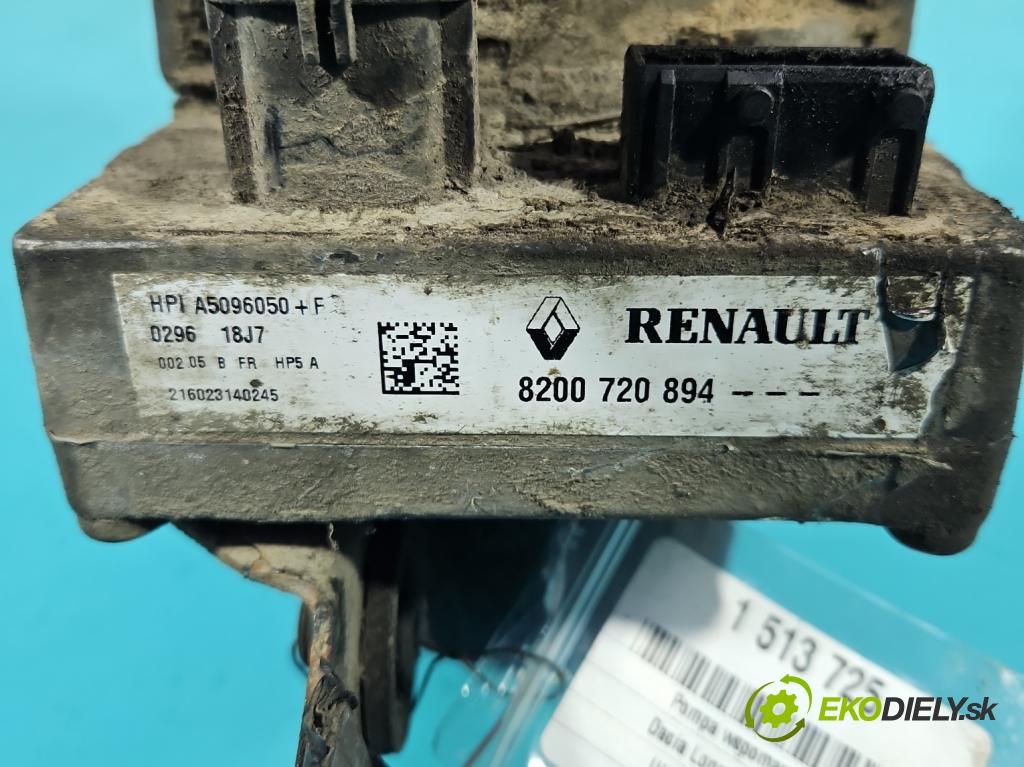 HPI A5096050+F
0296 18J7
002 05 B FR HP5 A
216023140245
RENAULT
8200 720 894 - - -
1 513 725
Pompa
Dacia
EKODIELY.sk